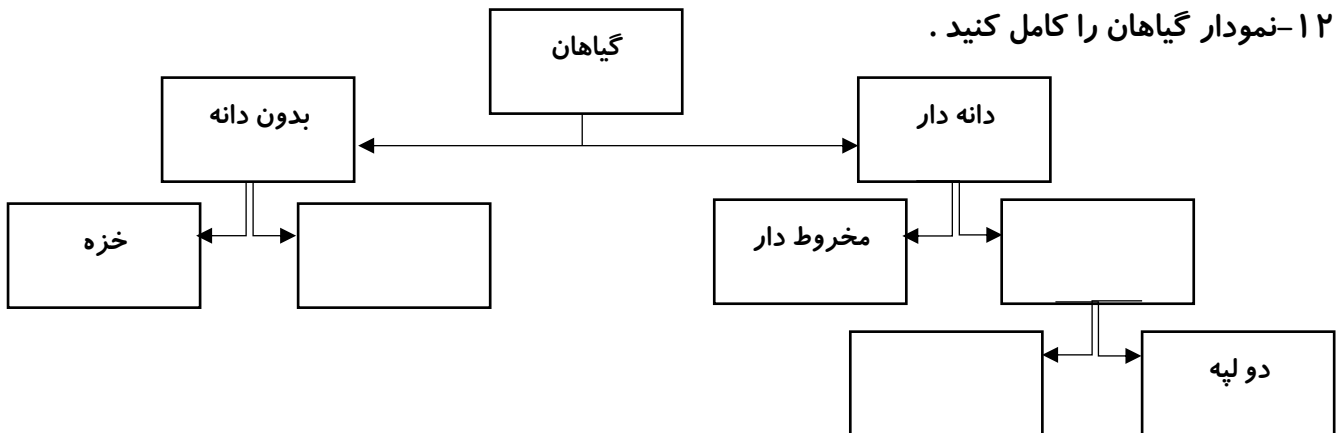 ۱۲-نمودار گیاهان را کامل کنید .
گیاهان
دانه دار
بدون دانه
مخروط دار
خزه
دو لپه